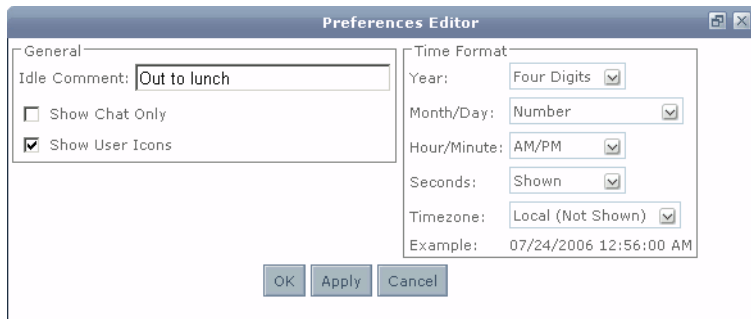 Preferences Editor
General
Idle Comment: Out to lunch
Show Chat Only
Show User Icons
Time Format
Year: Four Digits
Month/Day: Number
Hour/Minute: AM/PM
Seconds: Shown
Timezone: Local (Not Shown)
Example: 07/24/2006 12:56:00 AM
OK Apply Cancel